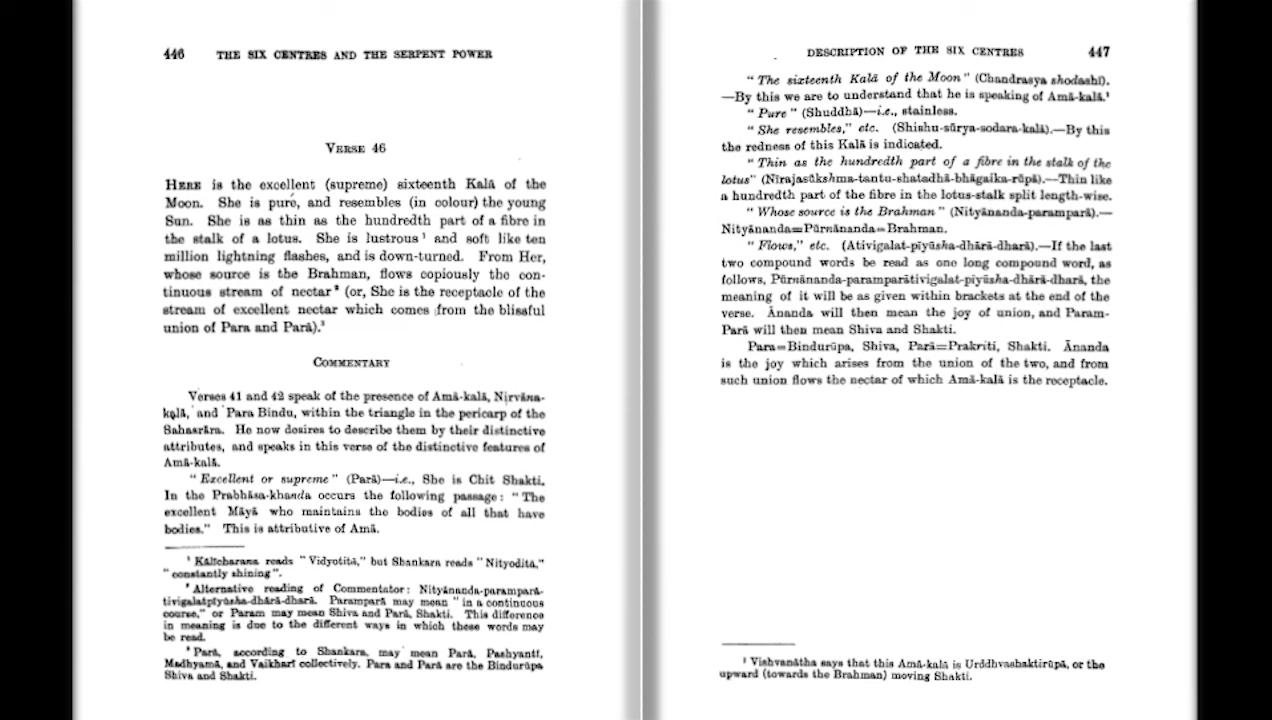 446 THE SIX CENTRES AND THE SERPENT POWER
VERSE 46
HERE is the excellent (supreme) sixteenth Kalā of the
Moon. She is pure, and resembles (in colour) the young
Sun. She is as thin as the hundredth part of a fibre in
the stalk of a lotus. She is lustrous ¹ and soft like ten
million lightning flashes, and is down-turned. From Her,
whose source is the Brahman, flows copiously the con-
tinuous stream of nectar ² (or, She is the receptacle of the
stream of excellent nectar which comes from the blissful
union of Para and Parā).³
COMMENTARY
Verses 41 and 42 speak of the presence of Amā-kalā, Nirvāna-
kalā, and Para Bindu, within the triangle in the pericarp of the
Sahasrāra. He now desires to describe them by their distinctive
attributes, and speaks in this verse of the distinctive features of
Amā-kalā.
"Excellent or supreme" (Parā)—i.e., She is Chit Shakti.
In the Prabhāsa-khanda occurs the following passage: "The
excellent Māyā who maintains the bodies of all that have
bodies." This is attributive of Amā.
¹ Kālīcharana reads "Vidyotitā," but Shankara reads "Nityoditā,"
"constantly shining".
² Alternative reading of Commentator: Nityānanda-paramparā-
tivigalatpīyūsha-dhārā-dharā. Paramparā may mean "in a continuous
course," or Param may mean Shiva and Parā, Shakti. This difference
in meaning is due to the different ways in which these words may
be read.
³ Parā, according to Shankara, may mean Parā, Pashyantī,
Madhyamā, and Vaikharī collectively. Para and Parā are the Bindurūpa
Shiva and Shakti.
DESCRIPTION OF THE SIX CENTRES 447
"The sixteenth Kalā of the Moon" (Chandrasya shodashī).
—By this we are to understand that he is speaking of Amā-kalā.¹
"Pure" (Shuddhā)—i.e., stainless.
"She resembles," etc. (Shishu-sūrya-sodara-kalā).—By this
the redness of this Kalā is indicated.
"Thin as the hundredth part of a fibre in the stalk of the
lotus" (Nīrajasūkshma-tantu-shatadhā-bhāgaika-rūpā).—Thin like
a hundredth part of the fibre in the lotus-stalk split length-wise.
"Whose source is the Brahman" (Nityānanda-paramparā).—
Nityānanda=Pūrnānanda=Brahman.
"Flows," etc. (Ativigalat-pīyūsha-dhārā-dharā).—If the last
two compound words be read as one long compound word, as
follows, Pūrnānanda-paramparātivigalat-pīyūsha-dhārā-dharā, the
meaning of it will be as given within brackets at the end of the
verse. Ānanda will then mean the joy of union, and Param-
Parā will then mean Shiva and Shakti.
Para=Bindurūpa, Shiva, Parā=Prakriti, Shakti. Ānanda
is the joy which arises from the union of the two, and from
such union flows the nectar of which Amā-kalā is the receptacle.
¹ Vishvanātha says that this Amā-kalā is Urddhvashaktirūpā, or the
upward (towards the Brahman) moving Shakti.